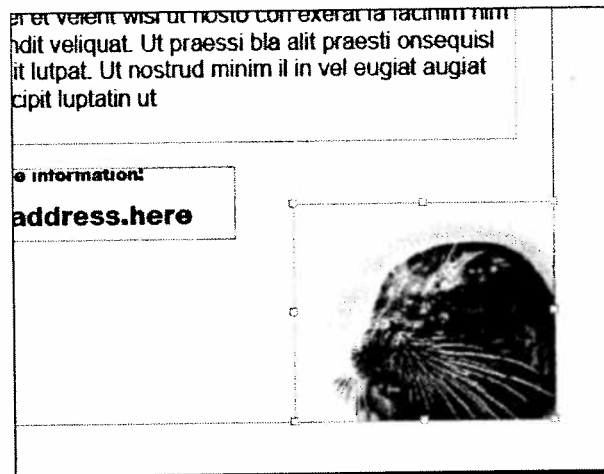 er et velent wisi ut nosto con exerat la facinim nim
ndit veliquat. Ut praessi bla alit praesti onsequisl
it lutpat. Ut nostrud minim il in vel eugiat augiat
cipit luptatin ut
e information:
address.here